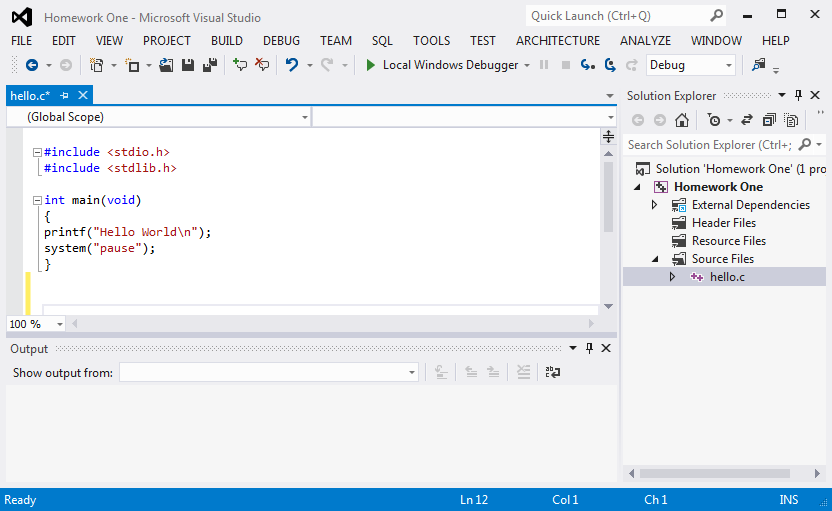 Homework One - Microsoft Visual Studio
Quick Launch (Ctrl+Q)
FILE EDIT VIEW PROJECT BUILD DEBUG TEAM SQL TOOLS TEST ARCHITECTURE ANALYZE WINDOW HELP
Local Windows Debugger Debug
hello.c*
(Global Scope)
#include <stdio.h>
#include <stdlib.h>
int main(void)
{
printf("Hello World\n");
system("pause");
}
100 %
Output
Show output from:
Solution Explorer
Search Solution Explorer (Ctrl+;
Solution 'Homework One' (1 pro
Homework One
External Dependencies
Header Files
Resource Files
Source Files
hello.c
Ready Ln 12 Col 1 Ch 1 INS